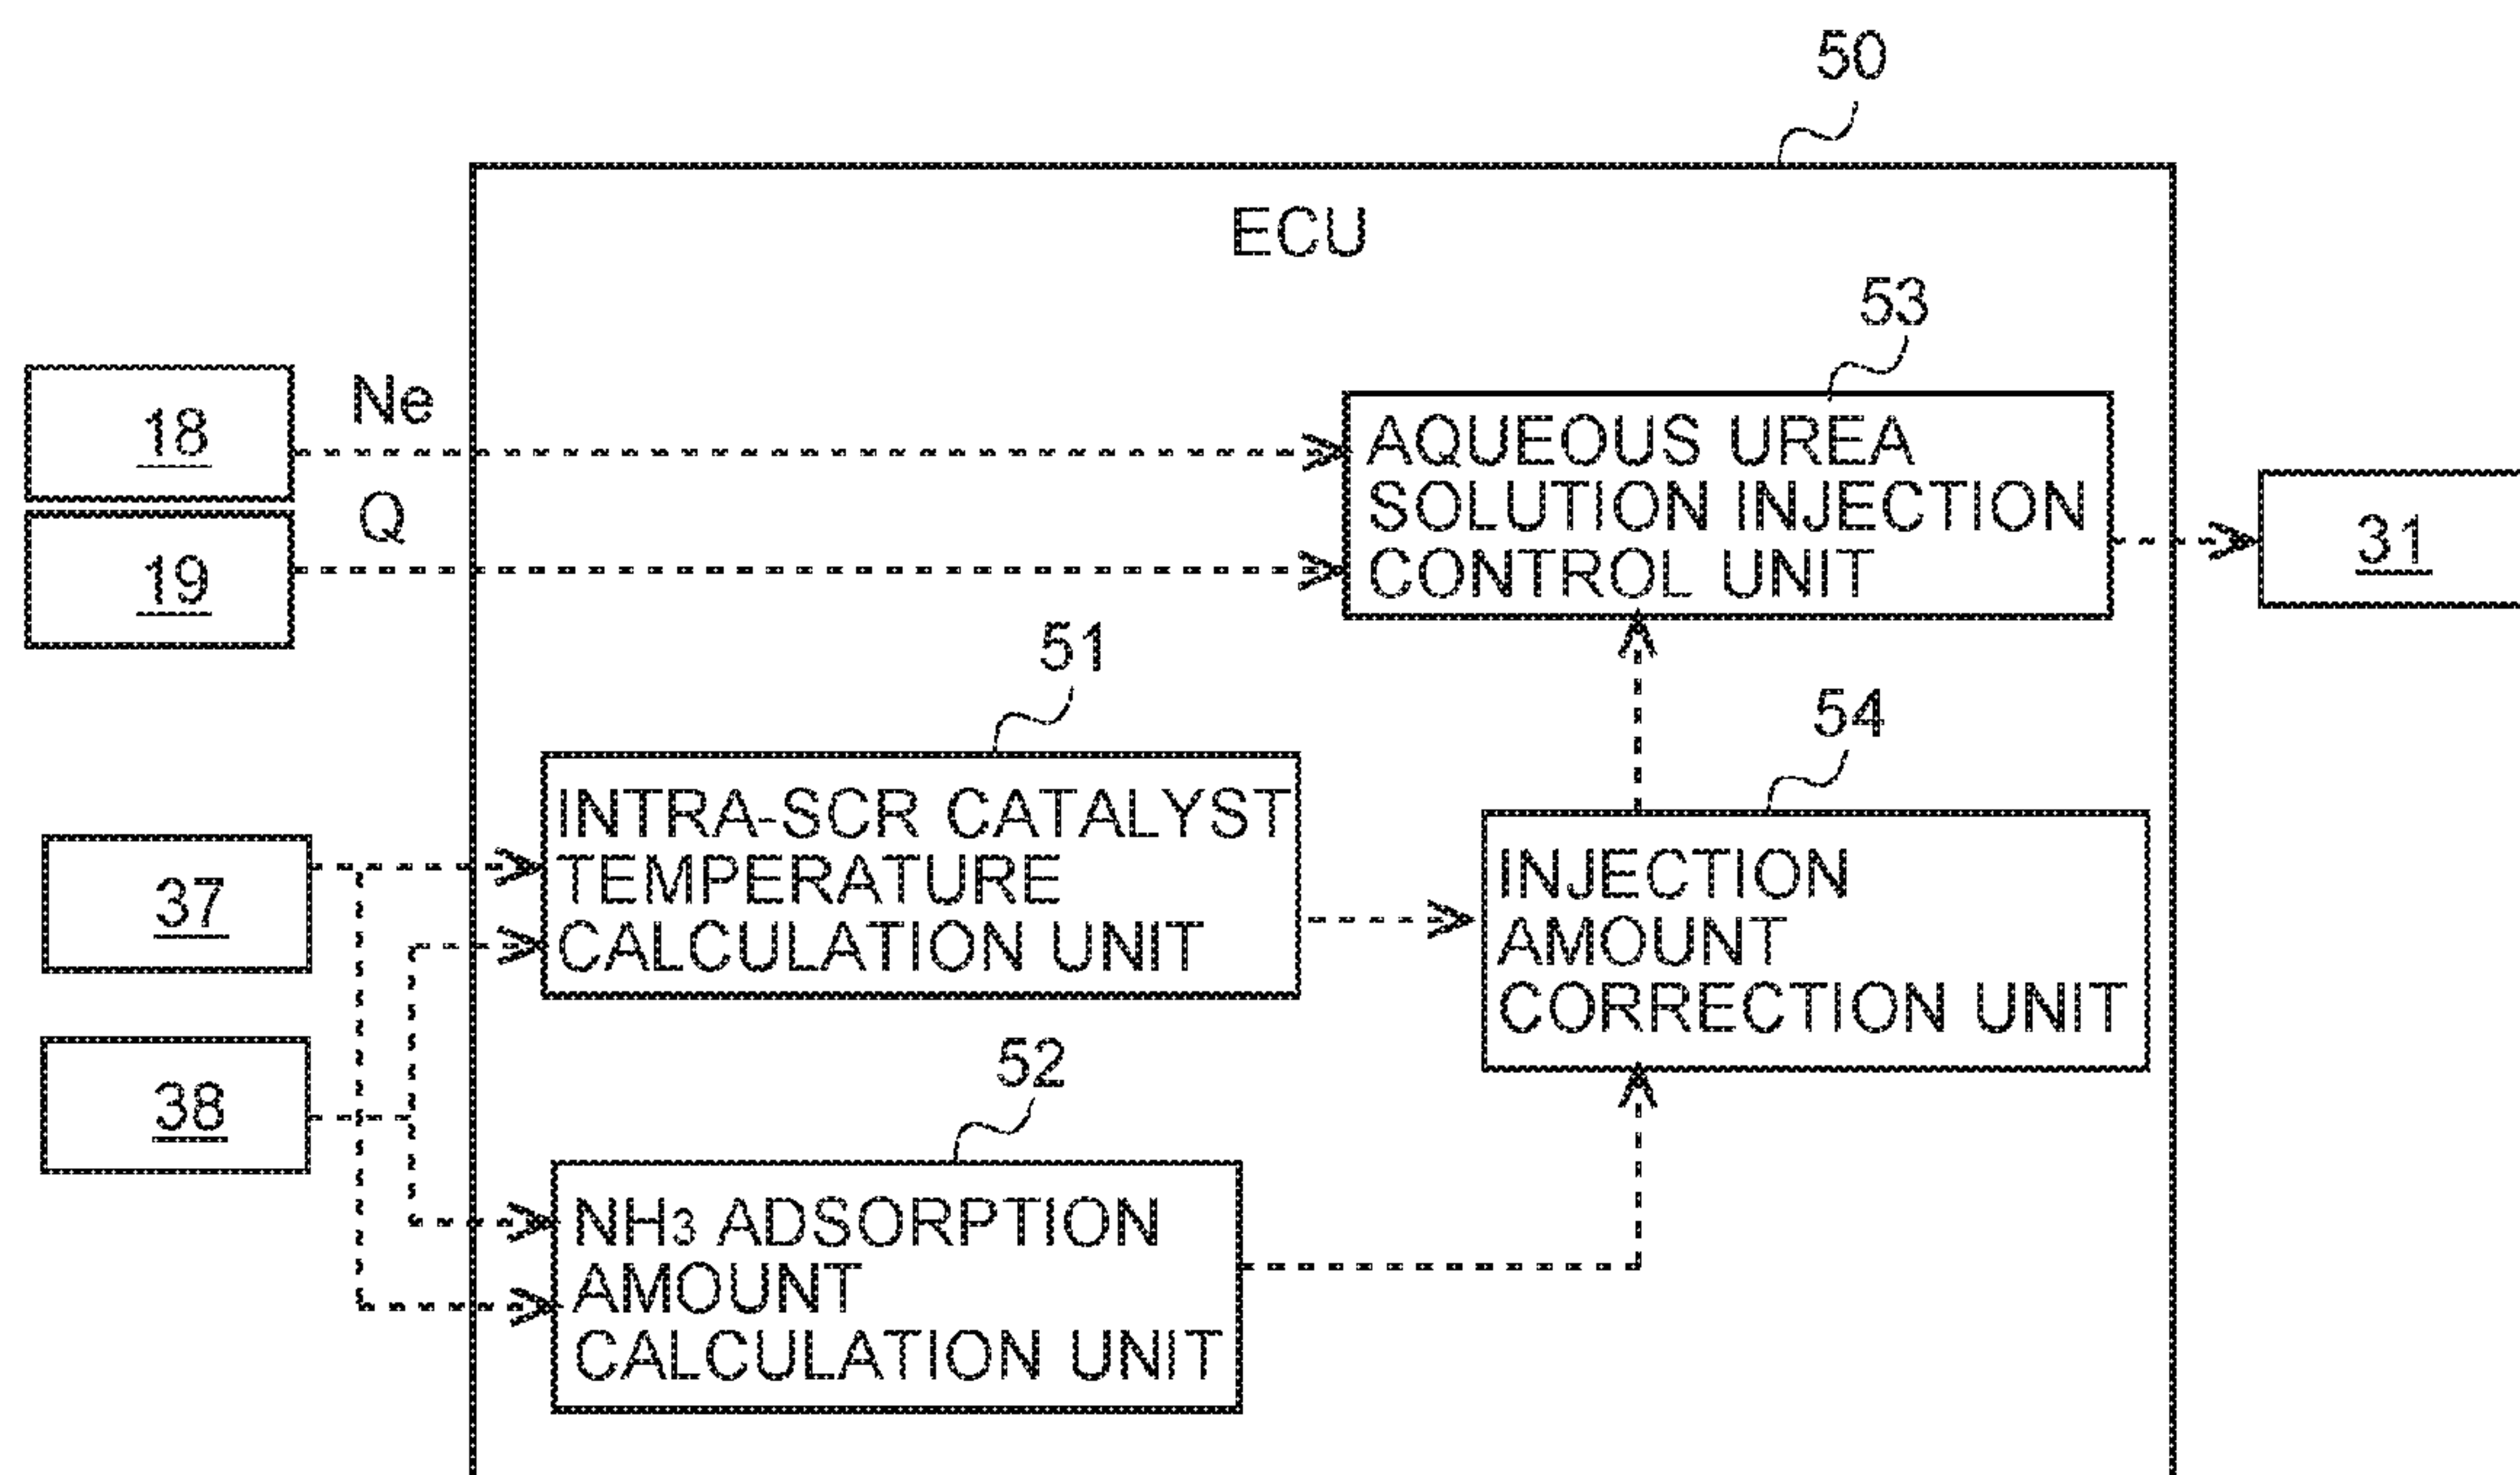 50
ECU
53
18
Ne
AQUEOUS UREA
SOLUTION INJECTION
CONTROL UNIT
19
Q
31
51
54
INTRA-SCR CATALYST
TEMPERATURE
CALCULATION UNIT
37
INJECTION
AMOUNT
CORRECTION UNIT
38
52
NH3 ADSORPTION
AMOUNT
CALCULATION UNIT